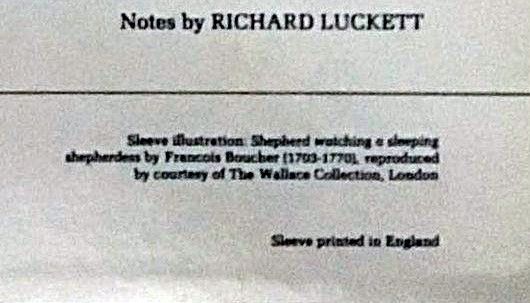 Notes by RICHARD LUCKETT
Sleeve illustration: Shepherd watching a sleeping
shepherdess by Francois Boucher (1703-1770), reproduced
by courtesy of The Wallace Collection, London
Sleeve printed in England